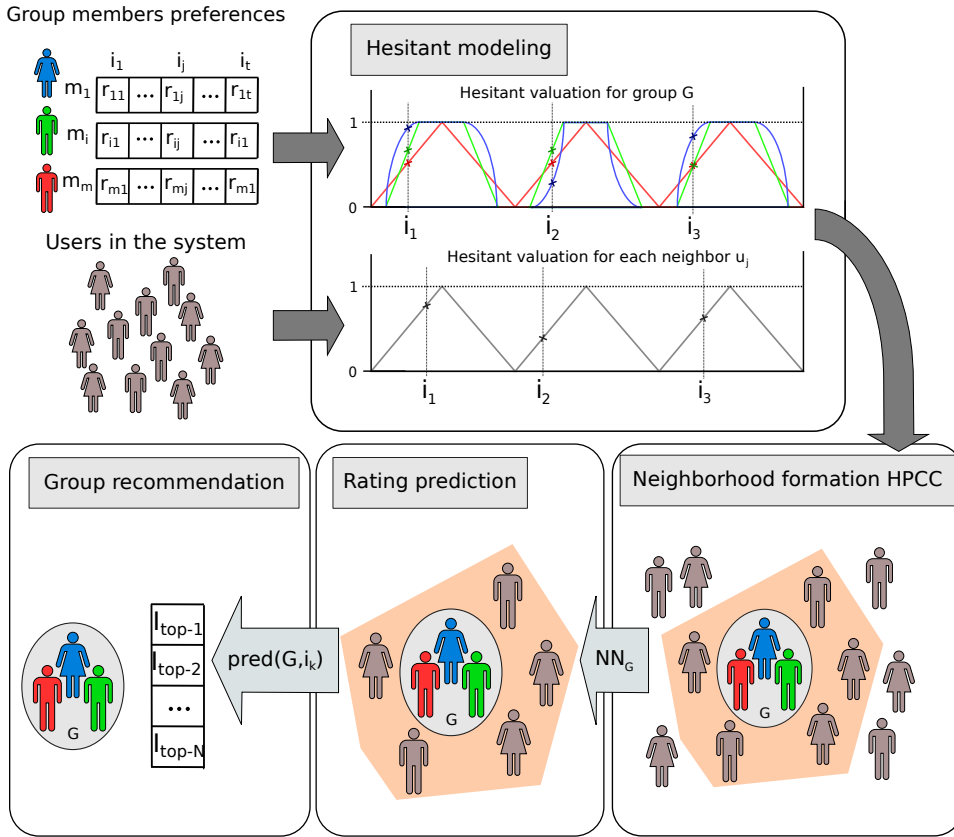 Group members preferences
i1 ij it
m1 r11 ... r1j ... r1t
mi ri1 ... rij ... ri1
mm rm1 ... rmj ... rm1
Users in the system
Hesitant modeling
Hesitant valuation for group G
1
0
i1 i2 i3
Hesitant valuation for each neighbor uj
1
0
i1 i2 i3
Group recommendation
Itop-1
Itop-2
...
Itop-N
G
pred(G,ik)
Rating prediction
G
NNG
Neighborhood formation HPCC
G